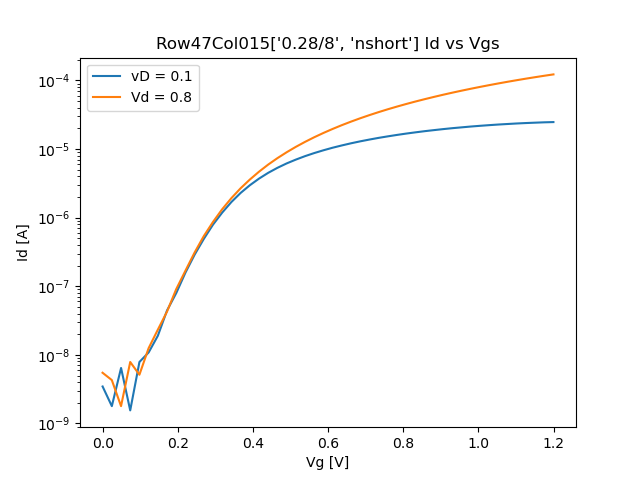 Row47Col015['0.28/8', 'nshort'] Id vs Vgs
vD = 0.1
Vd = 0.8
Id [A]
10⁻⁴
10⁻⁵
10⁻⁶
10⁻⁷
10⁻⁸
10⁻⁹
0.0 0.2 0.4 0.6 0.8 1.0 1.2
Vg [V]